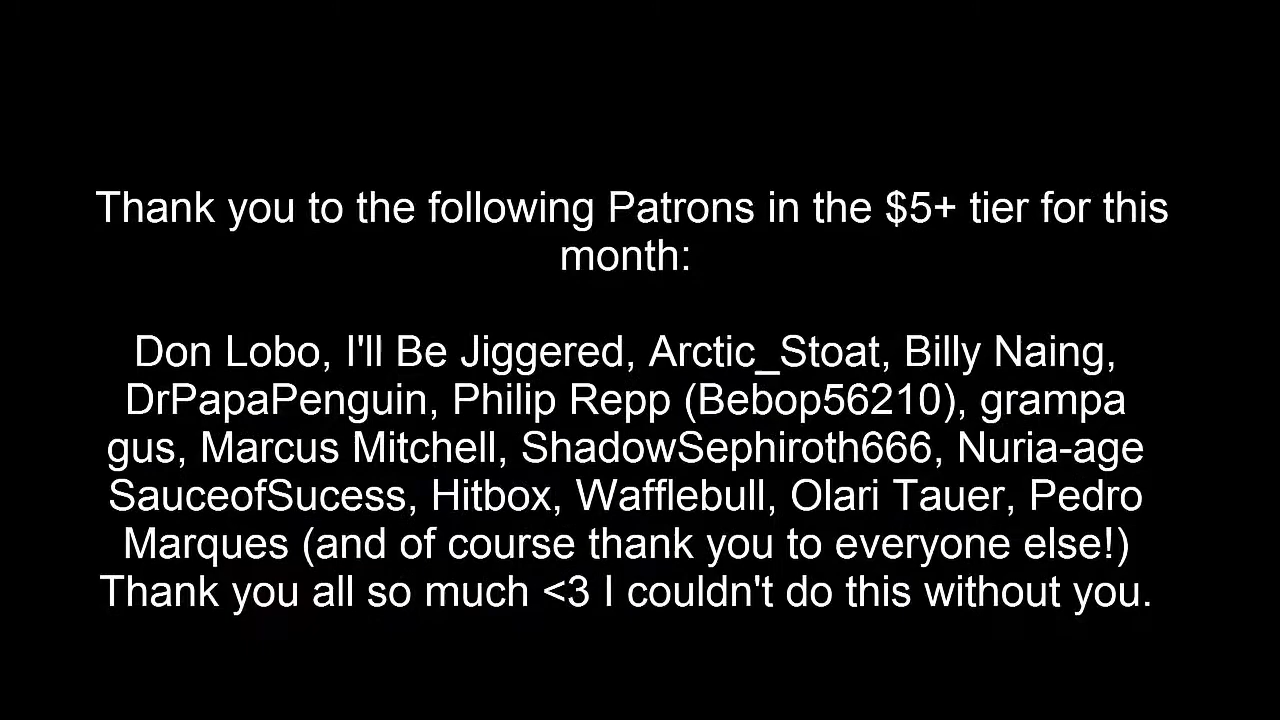 Thank you to the following Patrons in the $5+ tier for this
month:
Don Lobo, I'll Be Jiggered, Arctic_Stoat, Billy Naing,
DrPapaPenguin, Philip Repp (Bebop56210), grampa
gus, Marcus Mitchell, ShadowSephiroth666, Nuria-age
SauceofSucess, Hitbox, Wafflebull, Olari Tauer, Pedro
Marques (and of course thank you to everyone else!)
Thank you all so much <3 I couldn't do this without you.